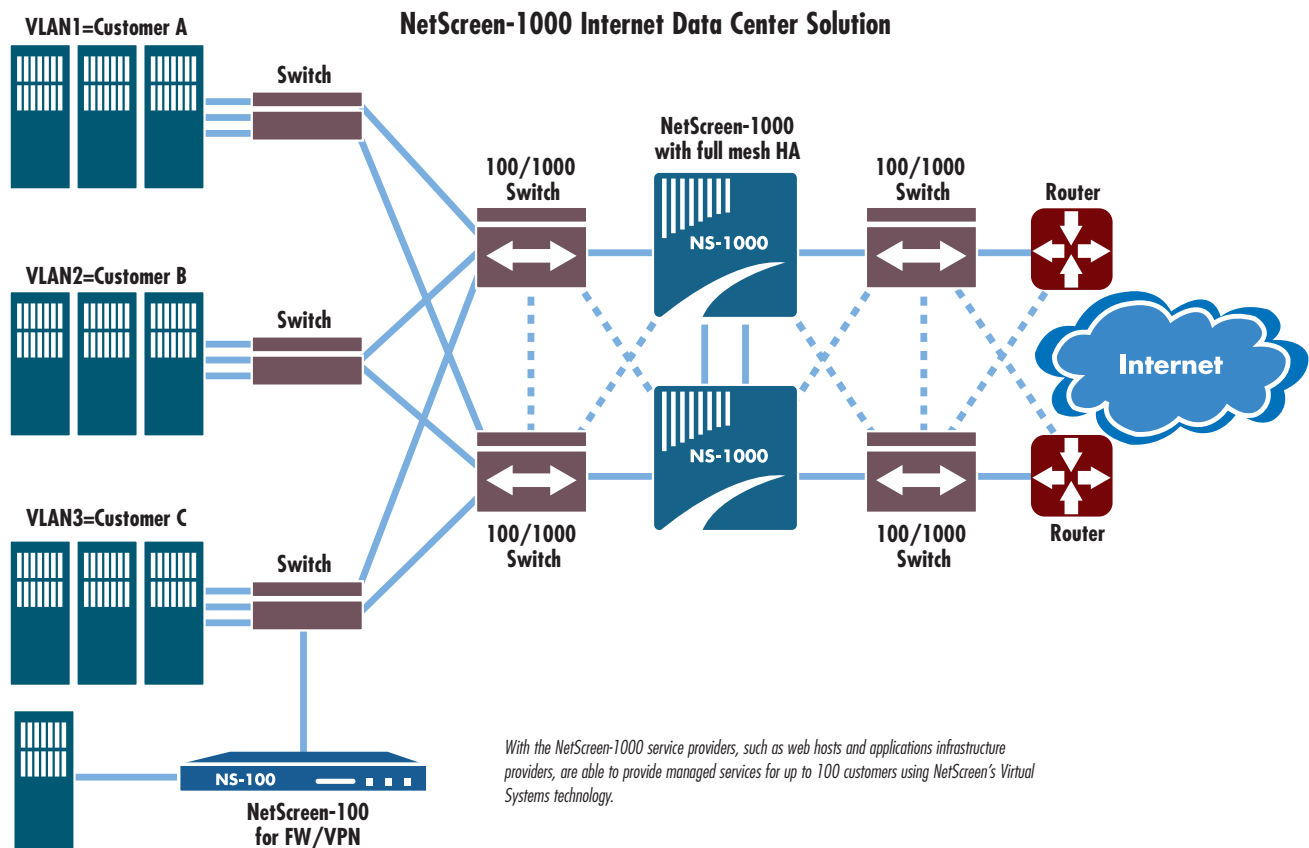 NetScreen-1000 Internet Data Center Solution
VLAN1=Customer A
Switch
NetScreen-1000
with full mesh HA
100/1000
Switch
100/1000
Switch
Router
NS-1000
VLAN2=Customer B
Switch
Internet
NS-1000
VLAN3=Customer C
Switch
100/1000
Switch
100/1000
Switch
Router
NS-100
NetScreen-100
for FW/VPN
With the NetScreen-1000 service providers, such as web hosts and applications infrastructure
providers, are able to provide managed services for up to 100 customers using NetScreen's Virtual
Systems technology.